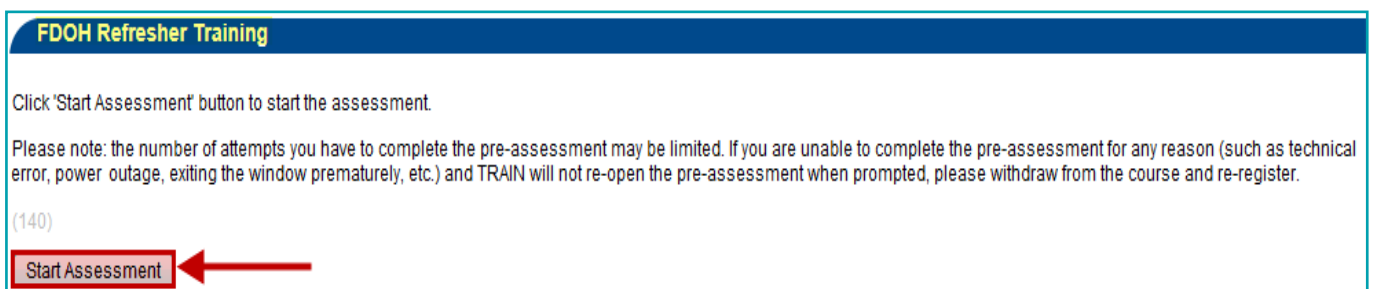 FDOH Refresher Training
Click 'Start Assessment' button to start the assessment.
Please note: the number of attempts you have to complete the pre-assessment may be limited. If you are unable to complete the pre-assessment for any reason (such as technical
error, power outage, exiting the window prematurely, etc.) and TRAIN will not re-open the pre-assessment when prompted, please withdraw from the course and re-register.
(140)
Start Assessment